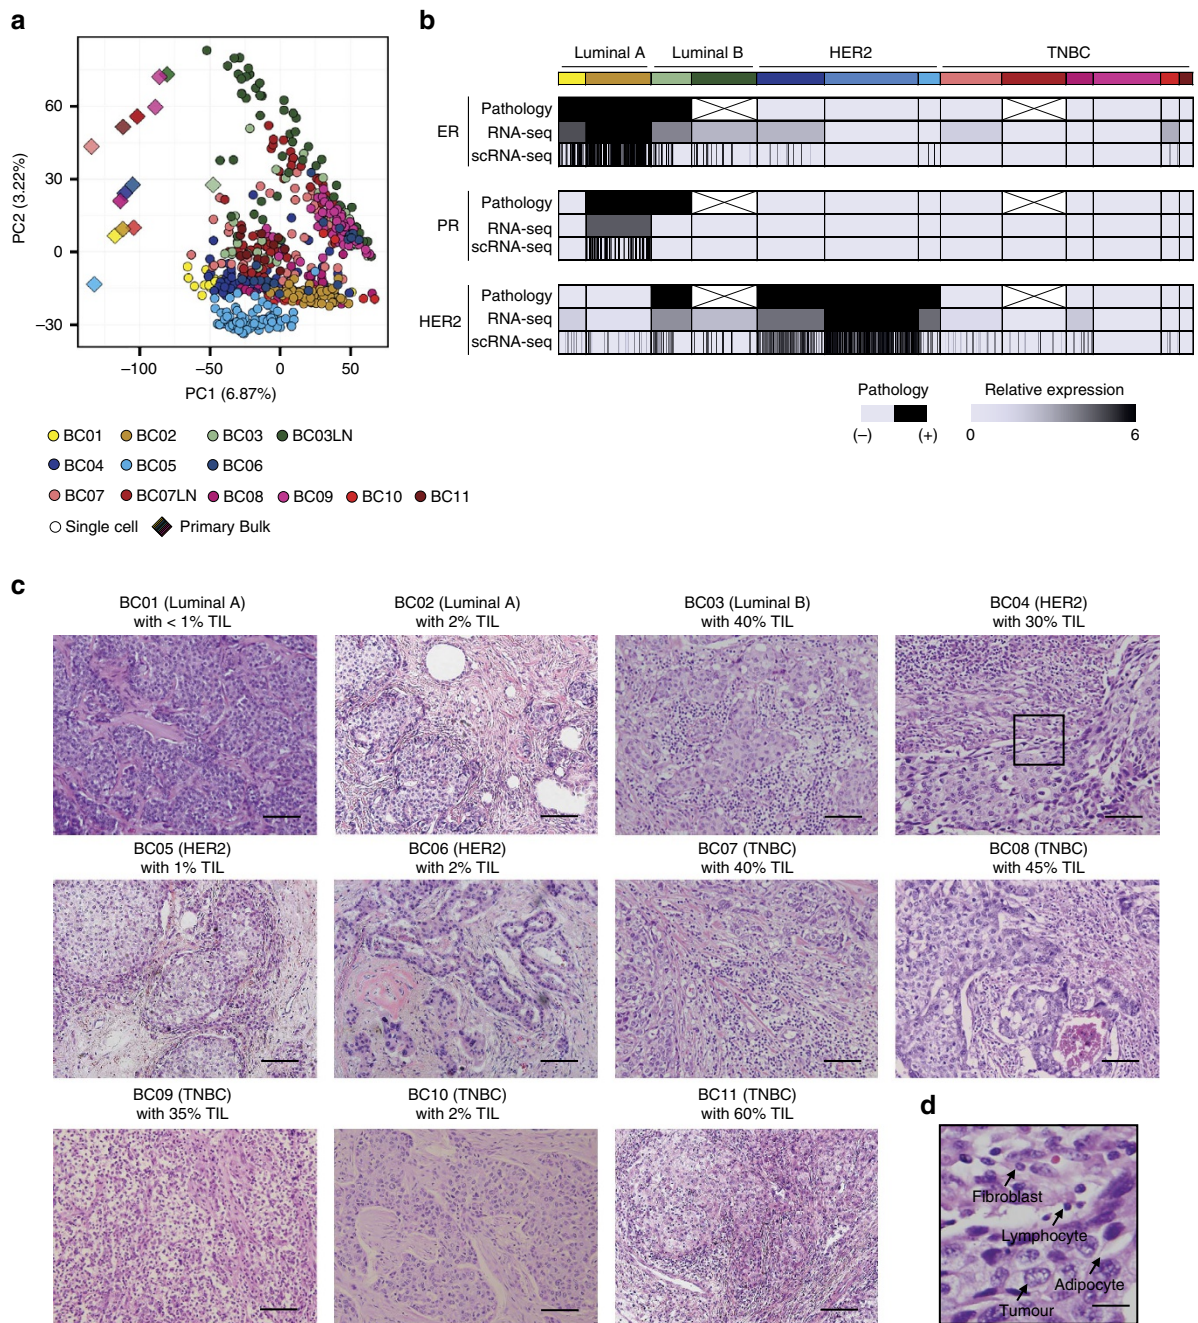 a
60
30
0
–30
PC2 (3.22%)
–100
–50
0
50
PC1 (6.87%)
BC01
BC02
BC03
BC03LN
BC04
BC05
BC06
BC07
BC07LN
BC08
BC09
BC10
BC11
Single cell
Primary Bulk
b
Luminal A
Luminal B
HER2
TNBC
ER
Pathology
RNA-seq
scRNA-seq
PR
Pathology
RNA-seq
scRNA-seq
HER2
Pathology
RNA-seq
scRNA-seq
Pathology
(–)
(+)
Relative expression
0
6
c
BC01 (Luminal A)
with < 1% TIL
BC02 (Luminal A)
with 2% TIL
BC03 (Luminal B)
with 40% TIL
BC04 (HER2)
with 30% TIL
BC05 (HER2)
with 1% TIL
BC06 (HER2)
with 2% TIL
BC07 (TNBC)
with 40% TIL
BC08 (TNBC)
with 45% TIL
BC09 (TNBC)
with 35% TIL
BC10 (TNBC)
with 2% TIL
BC11 (TNBC)
with 60% TIL
d
Fibroblast
Lymphocyte
Adipocyte
Tumour